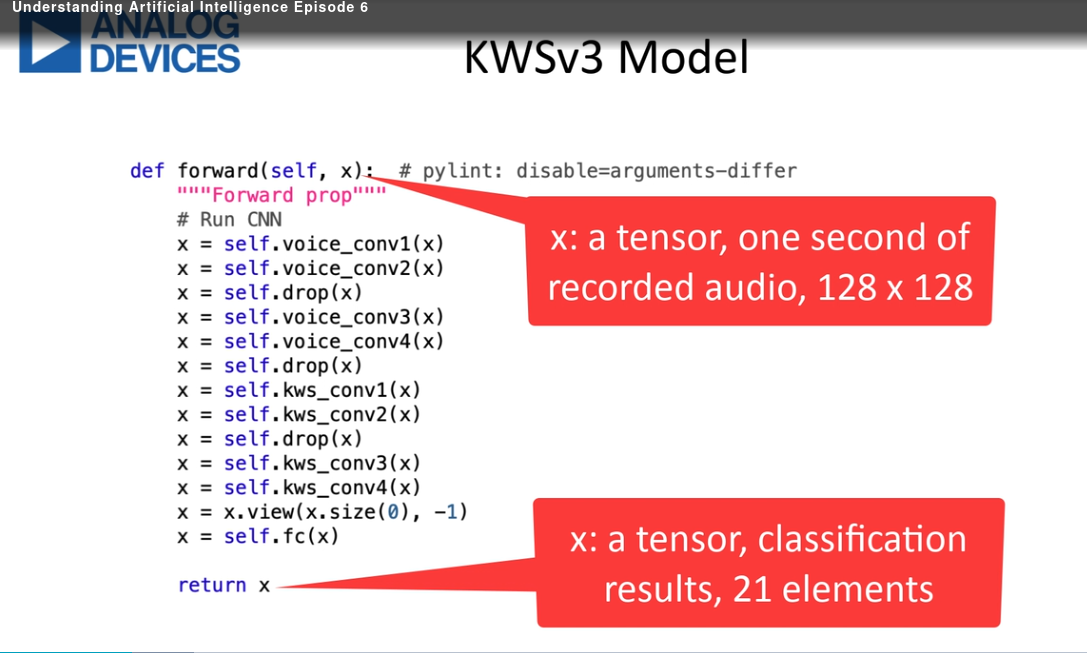 Understanding Artificial Intelligence Episode 6
ANALOG
DEVICES
KWSv3 Model
def forward(self, x):  # pylint: disable=arguments-differ
    """Forward prop"""
    # Run CNN
    x = self.voice_conv1(x)
    x = self.voice_conv2(x)
    x = self.drop(x)
    x = self.voice_conv3(x)
    x = self.voice_conv4(x)
    x = self.drop(x)
    x = self.kws_conv1(x)
    x = self.kws_conv2(x)
    x = self.drop(x)
    x = self.kws_conv3(x)
    x = self.kws_conv4(x)
    x = x.view(x.size(0), -1)
    x = self.fc(x)
    return x
x: a tensor, one second of
recorded audio, 128 x 128
x: a tensor, classification
results, 21 elements